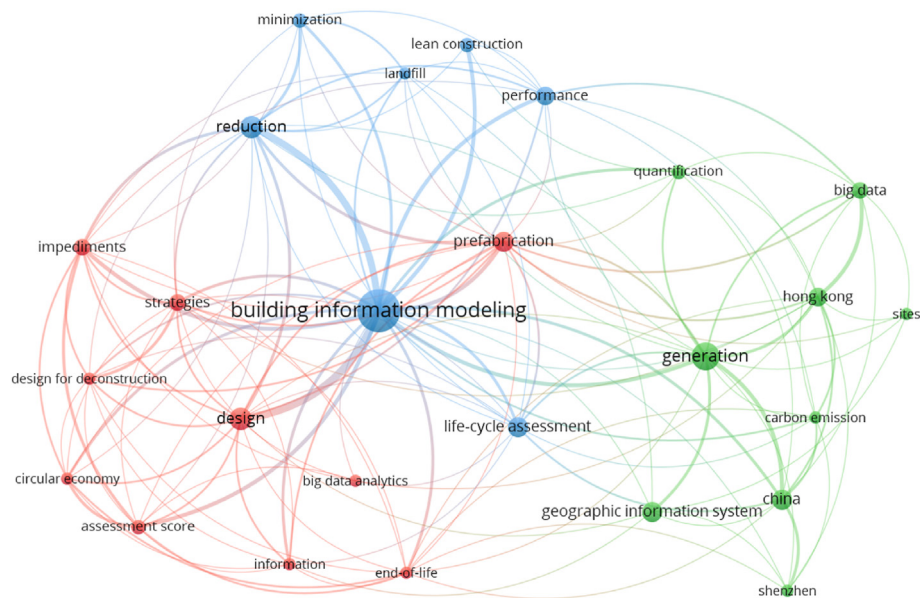 minimization
lean construction
landfill
performance
reduction
quantification
big data
prefabrication
impediments
strategies
building information modeling
hong kong
sites
generation
design for deconstruction
design
life-cycle assessment
carbon emission
circular economy
big data analytics
china
geographic information system
assessment score
information
end-of-life
shenzhen